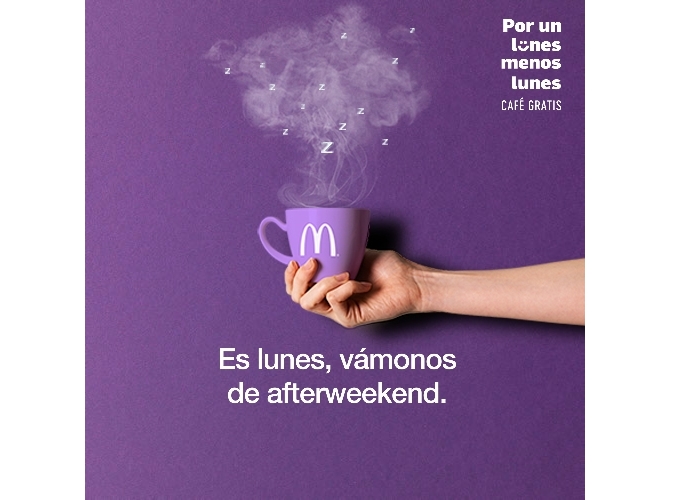 Por un
lunes
menos
lunes
CAFÉ GRATIS
z
z
z
z
z
z
z
z
z
z
z
z
z
M
Es lunes, vámonos
de afterweekend.